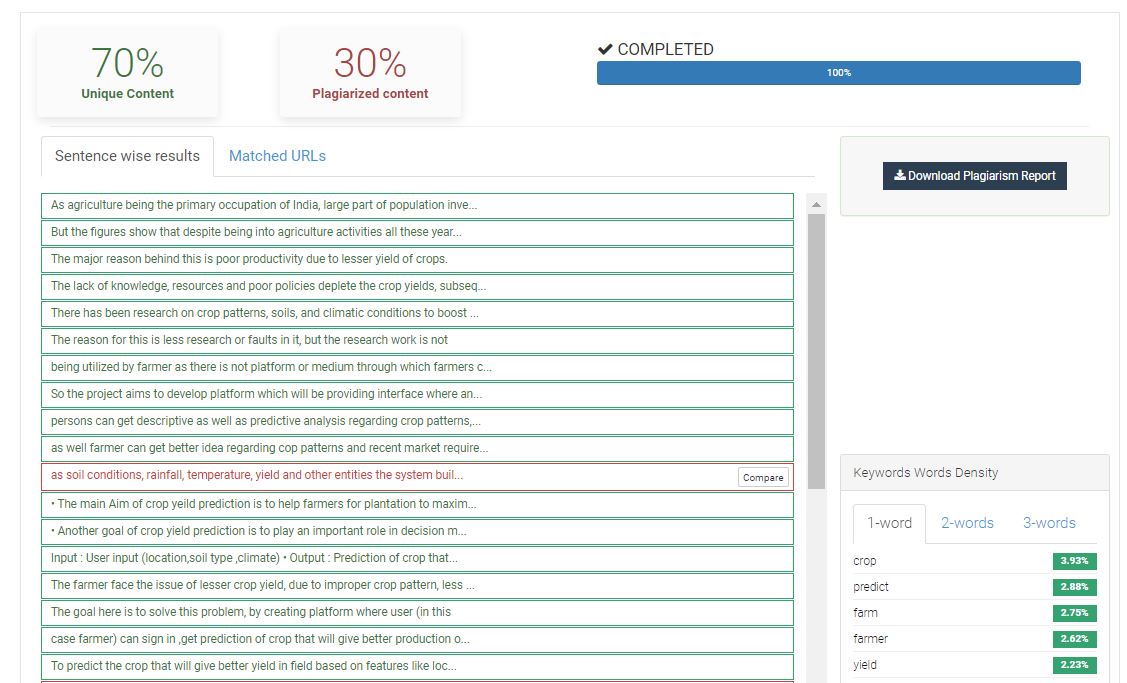 70%
Unique Content
30%
Plagiarized content
COMPLETED
100%
Sentence wise results
Matched URLs
As agriculture being the primary occupation of India, large part of population inve...
But the figures show that despite being into agriculture activities all these year...
The major reason behind this is poor productivity due to lesser yield of crops.
The lack of knowledge, resources and poor policies deplete the crop yields, subseq...
There has been research on crop patterns, soils, and climatic conditions to boost ...
The reason for this is less research or faults in it, but the research work is not
being utilized by farmer as there is not platform or medium through which farmers c...
So the project aims to develop platform which will be providing interface where an...
persons can get descriptive as well as predictive analysis regarding crop patterns,...
as well farmer can get better idea regarding cop patterns and recent market require...
as soil conditions, rainfall, temperature, yield and other entities the system buil...
Compare
• The main Aim of crop yeild prediction is to help farmers for plantation to maxim...
• Another goal of crop yield prediction is to play an important role in decision m...
Input : User input (location,soil type ,climate) • Output : Prediction of crop that...
The farmer face the issue of lesser crop yield, due to improper crop pattern, less ...
The goal here is to solve this problem, by creating platform where user (in this
case farmer) can sign in ,get prediction of crop that will give better production o...
To predict the crop that will give better yield in field based on features like loc...
Download Plagiarism Report
Keywords Words Density
1-word
2-words
3-words
crop 3.93%
predict 2.88%
farm 2.75%
farmer 2.62%
yield 2.23%